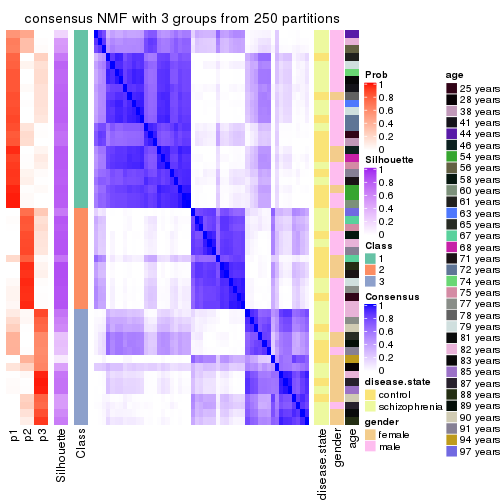 consensus NMF with 3 groups from 250 partitions
p1
p2
p3
Silhouette
Class
disease.state
gender
age
Prob
1
0.8
0.6
0.4
0.2
0
Silhouette
1
0.8
0.6
0.4
0.2
0
Class
1
2
3
Consensus
1
0.8
0.6
0.4
0.2
0
disease.state
control
schizophrenia
gender
female
male
age
25 years
28 years
38 years
41 years
44 years
46 years
54 years
56 years
58 years
60 years
61 years
63 years
65 years
67 years
68 years
71 years
72 years
74 years
75 years
77 years
78 years
79 years
81 years
82 years
83 years
85 years
87 years
88 years
89 years
90 years
91 years
94 years
97 years